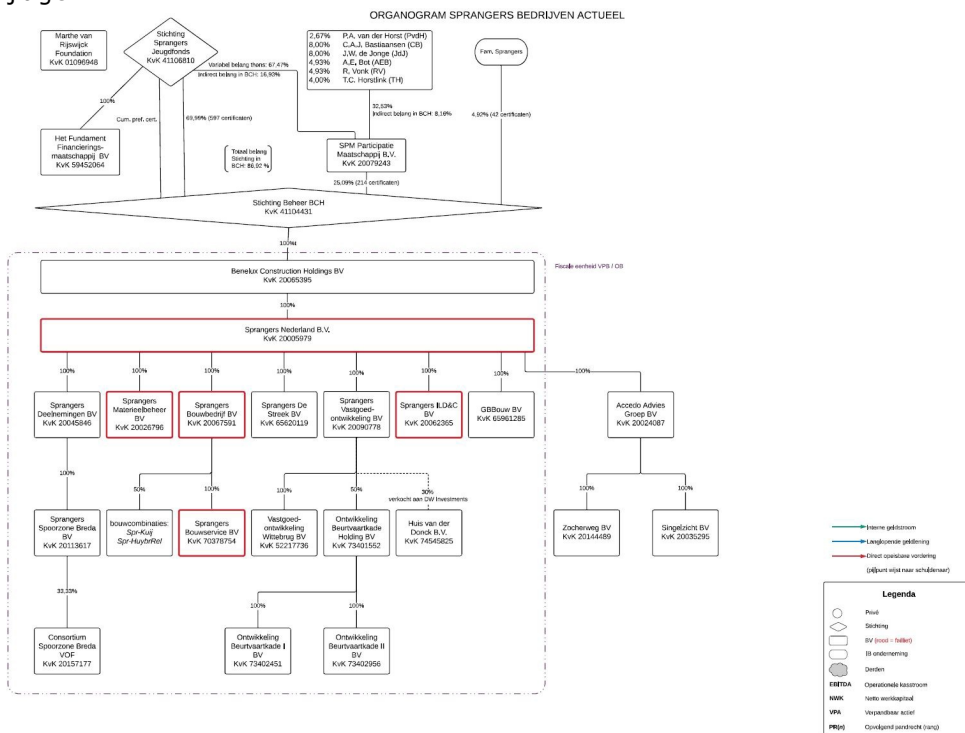 ORGANOGRAM SPRANGERS BEDRIJVEN ACTUEEL
Marthe van
Rijswijck
Foundation
KvK 01096948
Stichting
Sprangers
Jeugdfonds
KvK 41106810
2,67% P.A. van der Horst (PvdH)
8,00% C.A.J. Bastiaansen (CB)
8,00% J.W. de Jonge (JdJ)
4,93% A.E. Bot (AEB)
4,93% R. Vonk (RV)
4,00% T.C. Horstink (TH)
Fam. Sprangers
Variabel belang thans: 67,47%
Indirect belang in BCH: 16,93%
100%
Cum. pref. cert.
69,99% (597 certificaten)
32,53%
Indirect belang in BCH: 8,16%
4,92% (42 certificaten)
Het Fundament
Financierings-
maatschappij BV
KvK 59452064
Totaal belang
Stichting in
BCH: 86,92 %
SPM Participatie
Maatschappij B.V.
KvK 20079243
25,09% (214 certificaten)
Stichting Beheer BCH
KvK 41104431
100%
Fiscale eenheid VPB / OB
Benelux Construction Holdings BV
KvK 20065395
100%
Sprangers Nederland B.V.
KvK 20005979
100%
100%
100%
100%
100%
100%
100%
100%
Sprangers
Deelnemingen BV
KvK 20045846
Sprangers
Materieelbeheer
BV
KvK 20026796
Sprangers
Bouwbedrijf BV
KvK 20067591
Sprangers De
Streek BV
KvK 65620119
Sprangers
Vastgoed-
ontwikkeling BV
KvK 20090778
Sprangers ILD&C
BV
KvK 20062365
GBBouw BV
KvK 65961285
Accedo Advies
Groep BV
KvK 20024087
100%
50%
100%
100%
50%
30%
verkocht aan DW Investments
100%
100%
Sprangers
Spoorzone Breda
BV
KvK 20113617
bouwcombinaties:
Spr-Kuij
Spr-HuybrRel
Sprangers
Bouwservice BV
KvK 70378754
Vastgoed-
ontwikkeling
Wittebrug BV
KvK 52217736
Ontwikkeling
Beurtvaartkade
Holding BV
KvK 73401552
Huis van der
Donck B.V.
KvK 74545825
Zocherweg BV
KvK 20144489
Singelzicht BV
KvK 20035295
33,33%
100%
100%
Consortium
Spoorzone Breda
VOF
KvK 20157177
Ontwikkeling
Beurtvaartkade I
BV
KvK 73402451
Ontwikkeling
Beurtvaartkade II
BV
KvK 73402956
Interne geldstroom
Langlopende geldlening
Direct opeisbare vordering
(pijlpunt wijst naar schuldenaar)
Legenda
Privé
Stichting
BV (rood = failliet)
IB onderneming
Derden
EBITDA Operationele kasstroom
NWK Netto werkkapitaal
VPA Verpandbaar actief
PR(n) Opvolgend pandrecht (rang)